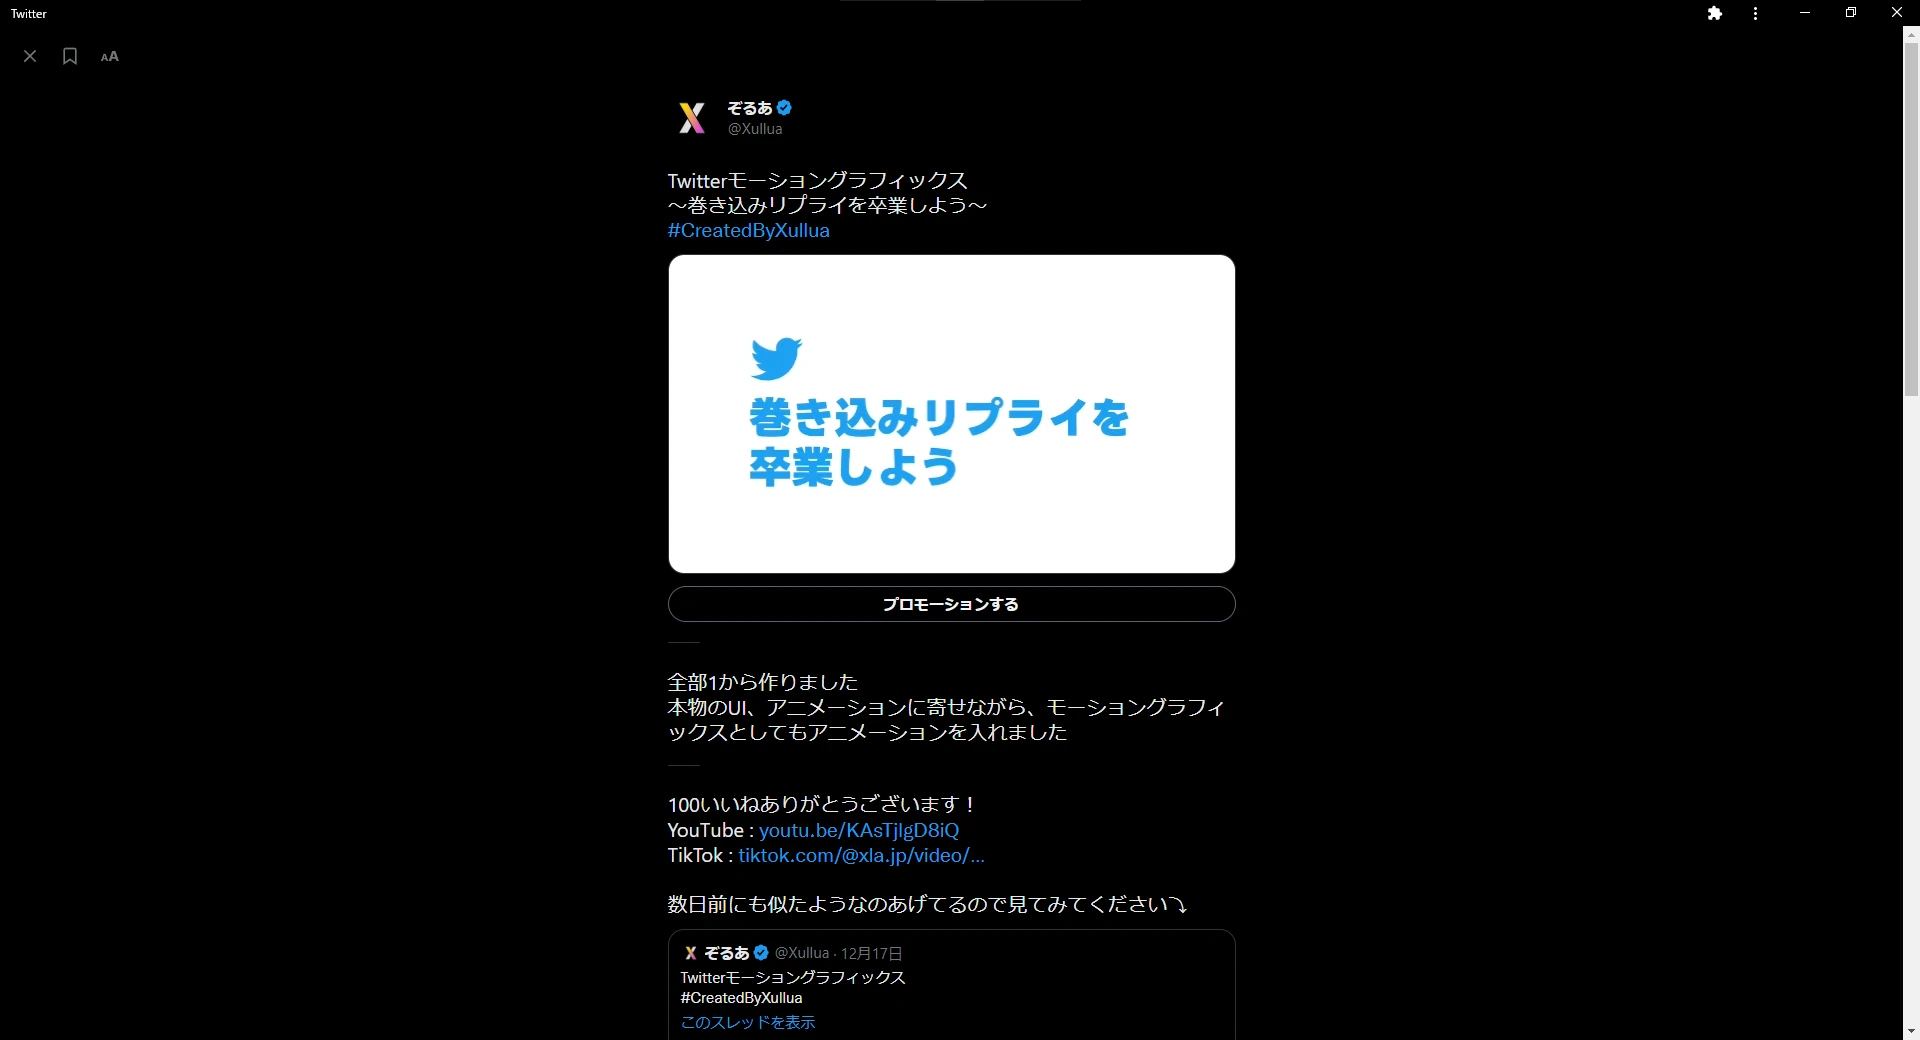 Twitter
AA
ぞるあ
@Xullua
Twitterモーショングラフィックス
〜巻き込みリプライを卒業しよう〜
#CreatedByXullua
巻き込みリプライを
卒業しよう
プロモーションする
全部1から作りました
本物のUI、アニメーションに寄せながら、モーショングラフィ
ックスとしてもアニメーションを入れました
100いいねありがとうございます！
YouTube : youtu.be/KAsTjlgD8iQ
TikTok : tiktok.com/@xla.jp/video/…
数日前にも似たようなのあげてるので見てみてください⤵
ぞるあ @Xullua · 12月17日
Twitterモーショングラフィックス
#CreatedByXullua
このスレッドを表示